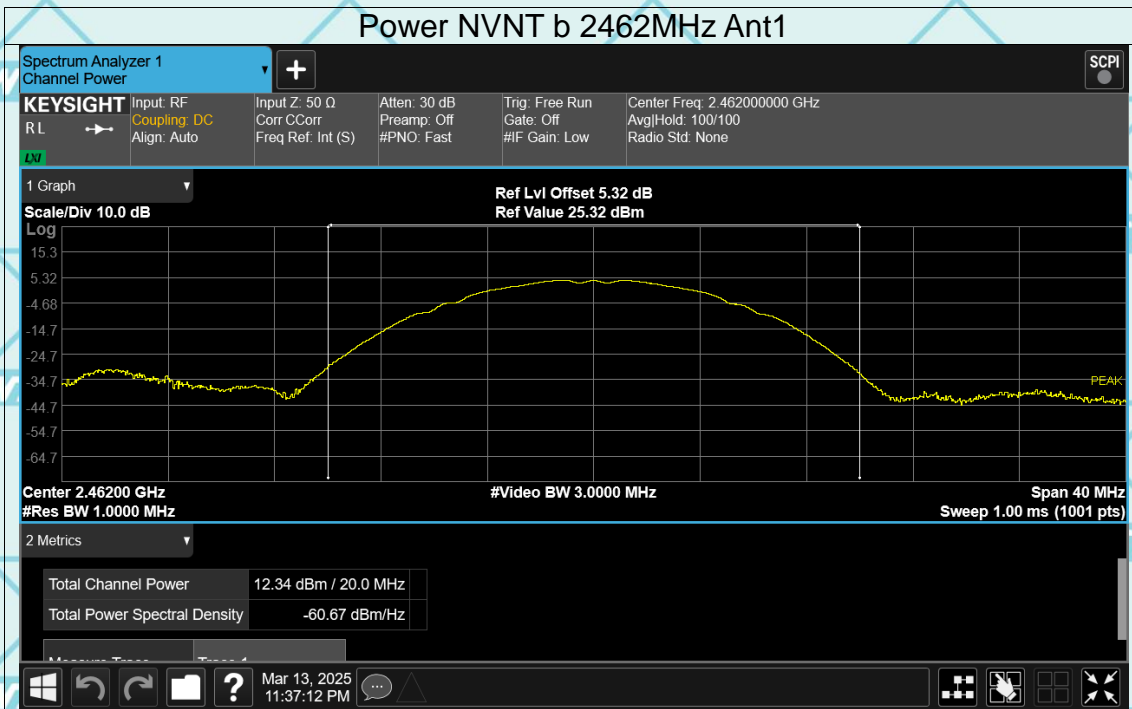 Power NVNT b 2462MHz Ant1
Spectrum Analyzer 1
Channel Power
SCPI
KEYSIGHT
R L
LXI
Input: RF
Coupling: DC
Align: Auto
Input Z: 50 Ω
Corr CCorr
Freq Ref: Int (S)
Atten: 30 dB
Preamp: Off
#PNO: Fast
Trig: Free Run
Gate: Off
#IF Gain: Low
Center Freq: 2.462000000 GHz
Avg|Hold: 100/100
Radio Std: None
1 Graph
Scale/Div 10.0 dB
Ref Lvl Offset 5.32 dB
Ref Value 25.32 dBm
Log
15.3
5.32
-4.68
-14.7
-24.7
-34.7
-44.7
-54.7
-64.7
PEAK
Center 2.46200 GHz
#Video BW 3.0000 MHz
Span 40 MHz
#Res BW 1.0000 MHz
Sweep 1.00 ms (1001 pts)
2 Metrics
Total Channel Power 12.34 dBm / 20.0 MHz
Total Power Spectral Density -60.67 dBm/Hz
Measure Trace Trace 1
Mar 13, 2025
11:37:12 PM